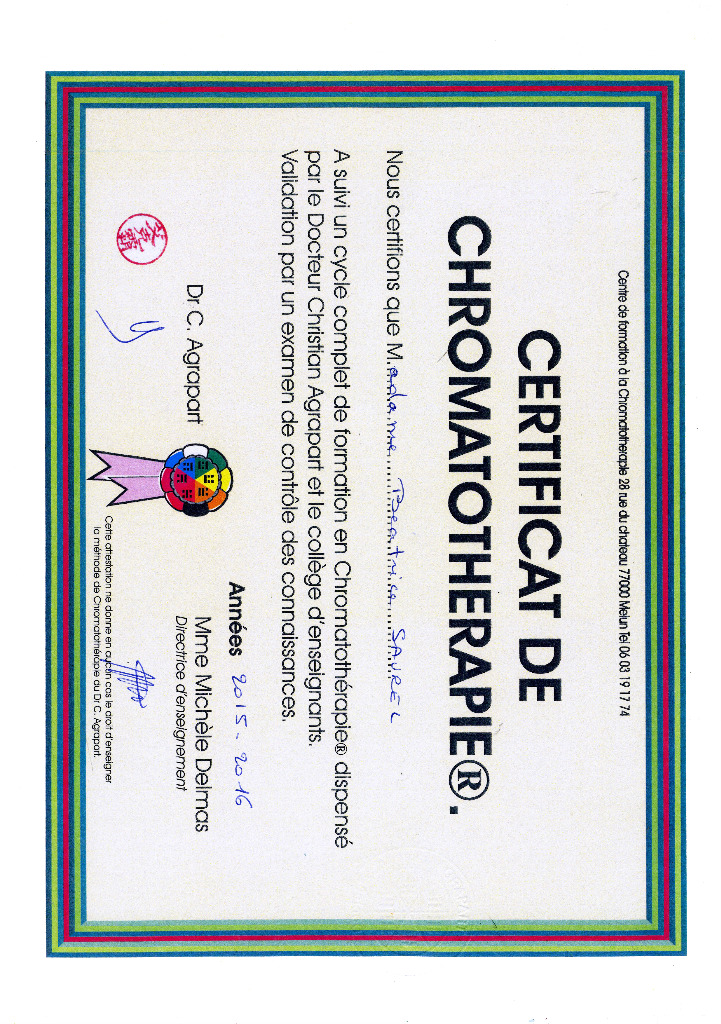 Centre de formation à la Chromatothérapie 28 rue du chateau 77000 Melun Tel 06 03 19 17 74
CERTIFICAT DE
CHROMATOTHERAPIE®.
Nous certifions que Madame Beatrice SAUREL
A suivi un cycle complet de formation en Chromatothérapie® dispensé
par le Docteur Christian Agrapart et le collège d'enseignants.
Validation par un examen de contrôle des connaissances.
Années 2015-2016
Dr C. Agrapart
Mme Michèle Delmas
Directrice d'enseignement
Cette attestation ne donne en aucun cas le droit d'enseigner
la méthode de Chromatothérapie du Dr C. Agrapart.